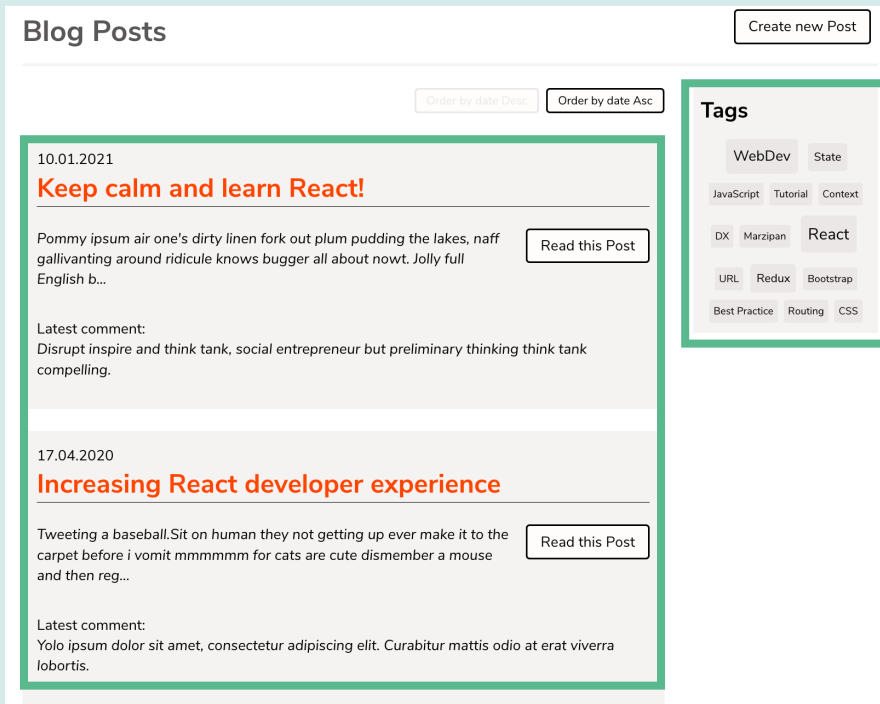 Blog Posts
Create new Post
Order by date Desc
Order by date Asc
10.01.2021
Keep calm and learn React!
Pommy ipsum air one's dirty linen fork out plum pudding the lakes, naff
gallivanting around ridicule knows bugger all about nowt. Jolly full
English b...
Read this Post
Latest comment:
Disrupt inspire and think tank, social entrepreneur but preliminary thinking think tank
compelling.
17.04.2020
Increasing React developer experience
Tweeting a baseball.Sit on human they not getting up ever make it to the
carpet before i vomit mmmmmm for cats are cute dismember a mouse
and then reg...
Read this Post
Latest comment:
Yolo ipsum dolor sit amet, consectetur adipiscing elit. Curabitur mattis odio at erat viverra
lobortis.
Tags
WebDev State
JavaScript Tutorial Context
DX Marzipan React
URL Redux Bootstrap
Best Practice Routing CSS